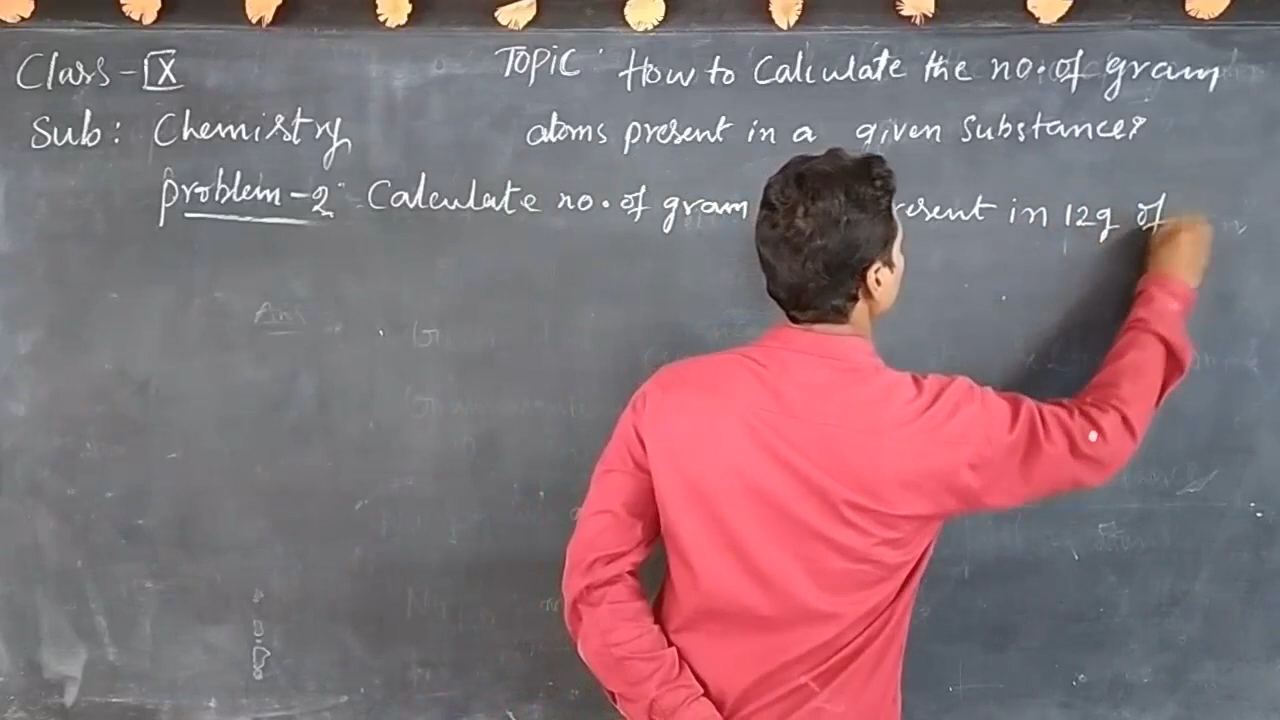 Class - IX
TOPIC : How to Calculate the no. of gram
Sub : Chemistry
atoms present in a given substance?
problem-2: Calculate no. of gram resent in 12g of
Ans